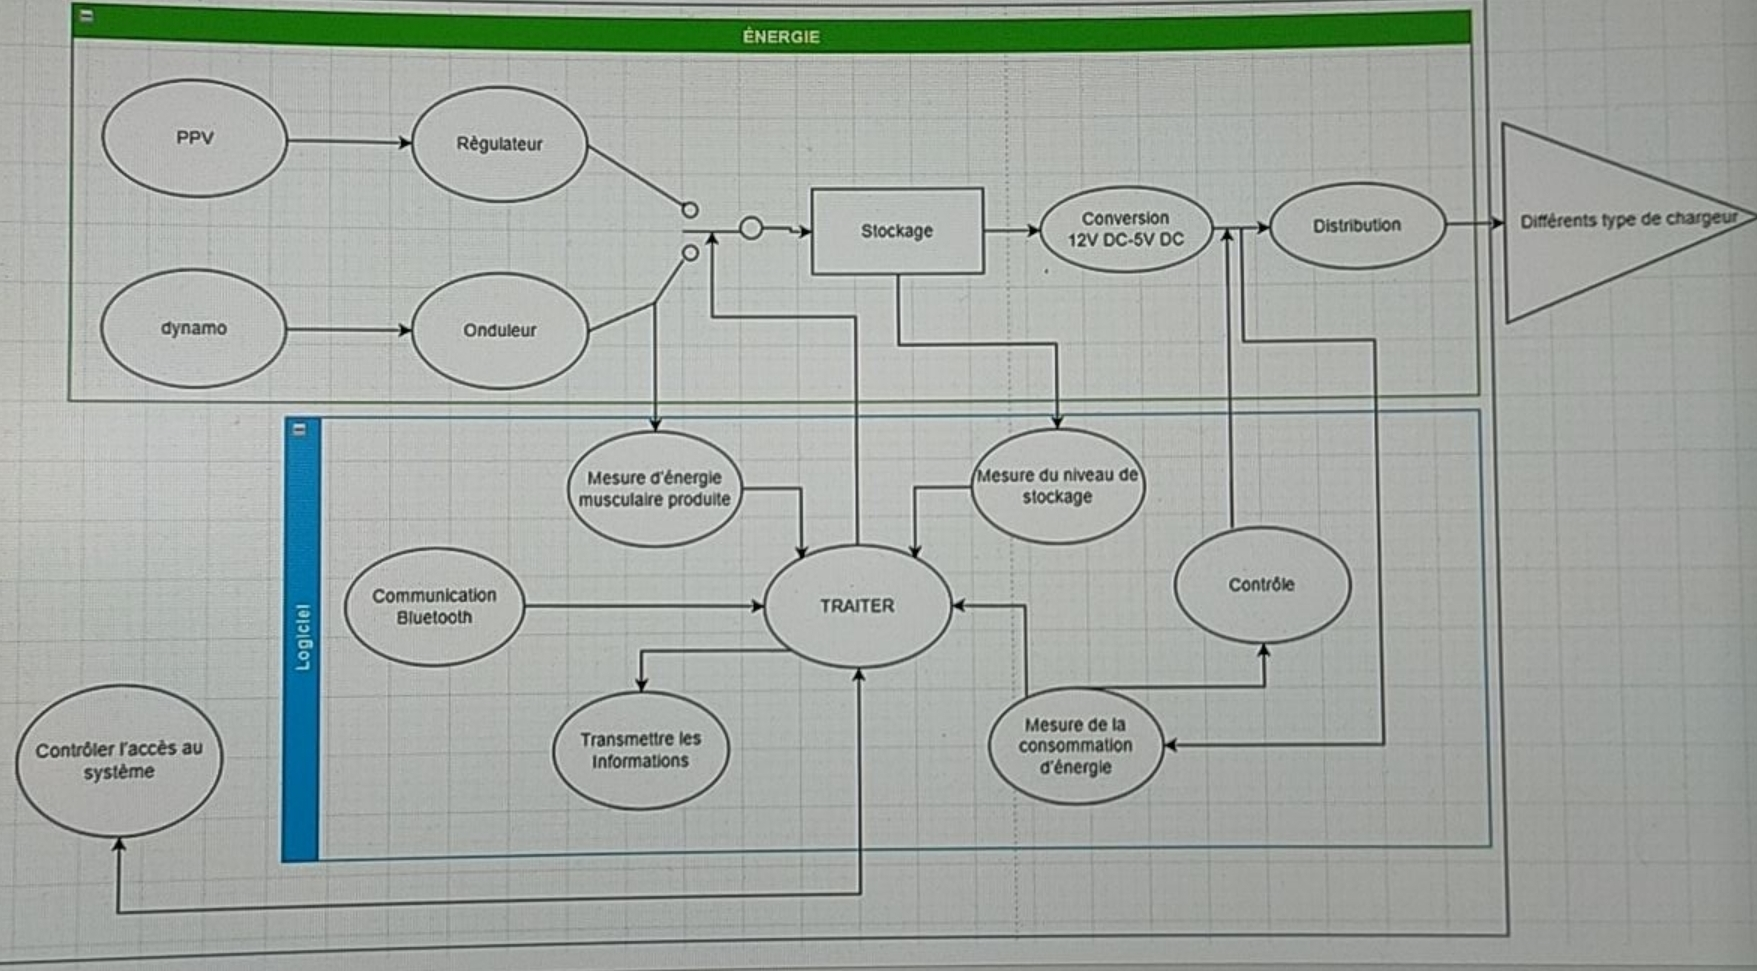 ÉNERGIE
PPV
Règulateur
Stockage
Conversion
12V DC-5V DC
Distribution
Différents type de chargeur
dynamo
Onduleur
Logiciel
Mesure d'énergie
musculaire produite
Mesure du niveau de
stockage
Communication
Bluetooth
TRAITER
Contrôle
Contrôler l'accès au
système
Transmettre les
Informations
Mesure de la
consommation
d'énergie